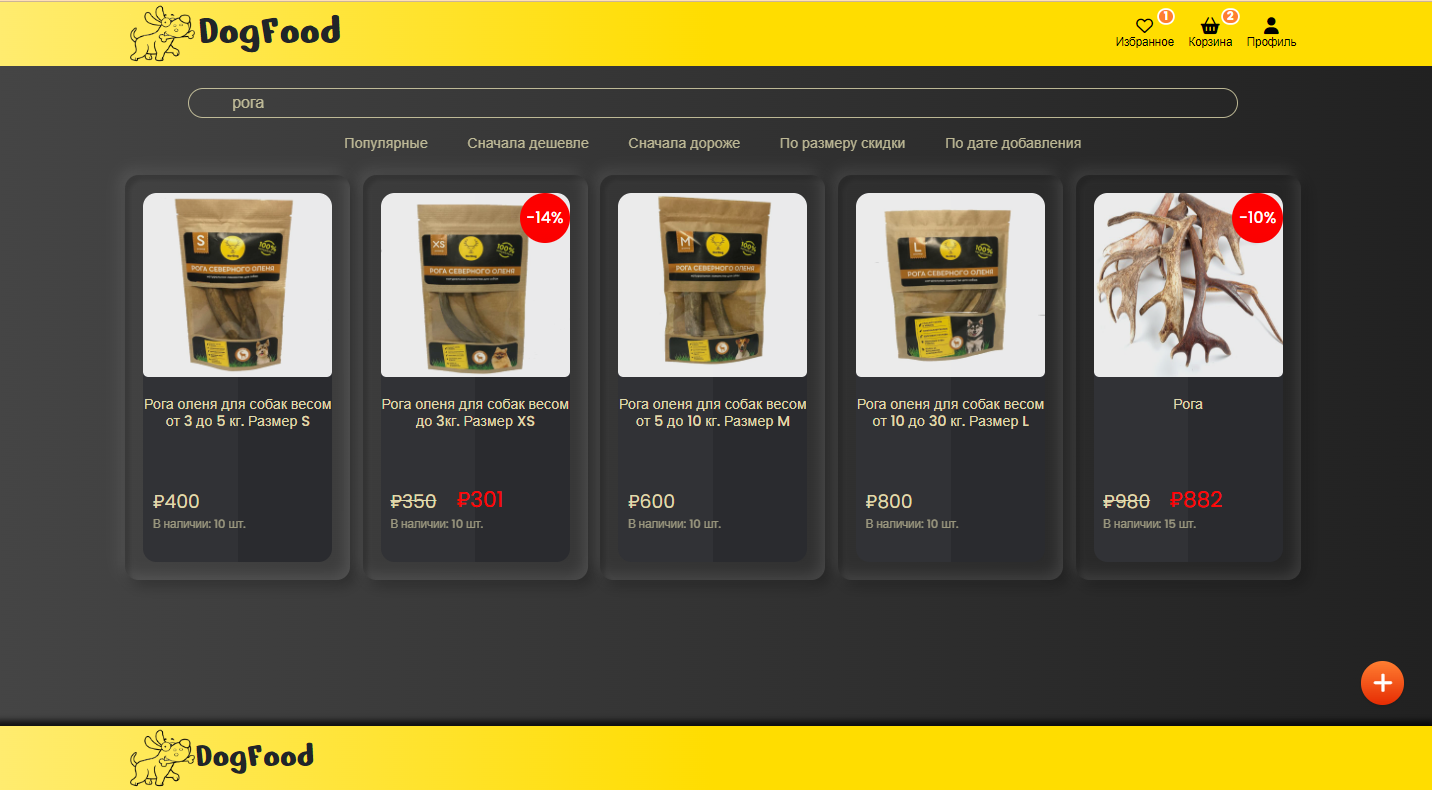 DogFood
1
2
Избранное
Корзина
Профиль
рога
Популярные
Сначала дешевле
Сначала дороже
По размеру скидки
По дате добавления
S
100%
РОГА СЕВЕРНОГО ОЛЕНЯ
-14%
XS
100%
РОГА СЕВЕРНОГО ОЛЕНЯ
M
100%
РОГА СЕВЕРНОГО ОЛЕНЯ
L
100%
РОГА СЕВЕРНОГО ОЛЕНЯ
-10%
Рога оленя для собак весом
от 3 до 5 кг. Размер S
₽400
В наличии: 10 шт.
Рога оленя для собак весом
до 3кг. Размер XS
₽350 ₽301
В наличии: 10 шт.
Рога оленя для собак весом
от 5 до 10 кг. Размер M
₽600
В наличии: 10 шт.
Рога оленя для собак весом
от 10 до 30 кг. Размер L
₽800
В наличии: 10 шт.
Рога
₽980 ₽882
В наличии: 15 шт.
DogFood